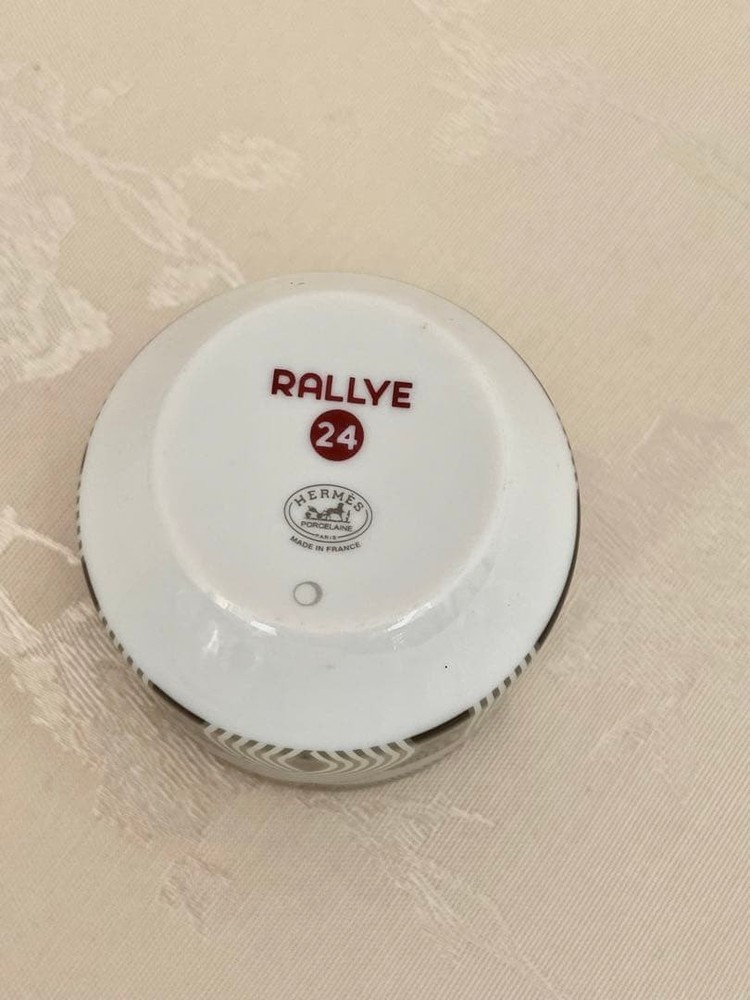 RALLYE
24
HERMÈS
PORCELAINE
PARIS
MADE IN FRANCE